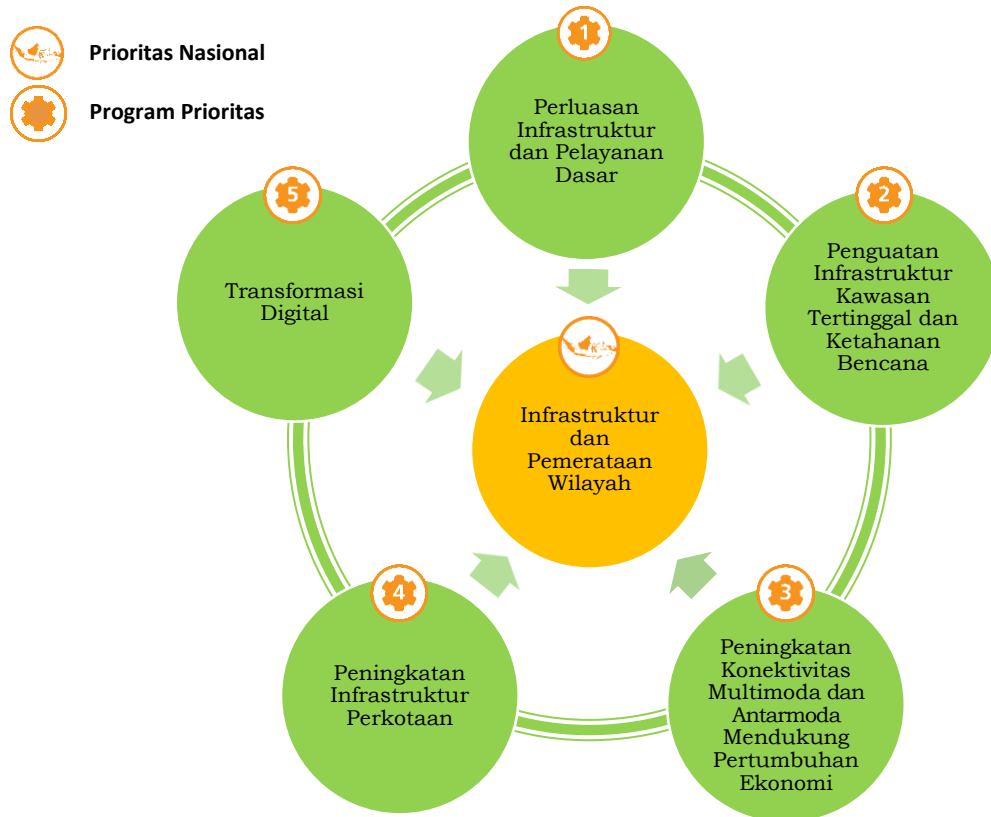 Prioritas Nasional
Program Prioritas
1
Perluasan
Infrastruktur
dan Pelayanan
Dasar
2
Penguatan
Infrastruktur
Kawasan
Tertinggal dan
Ketahanan
Bencana
3
Peningkatan
Konektivitas
Multimoda dan
Antarmoda
Mendukung
Pertumbuhan
Ekonomi
4
Peningkatan
Infrastruktur
Perkotaan
5
Transformasi
Digital
Infrastruktur
dan
Pemerataan
Wilayah